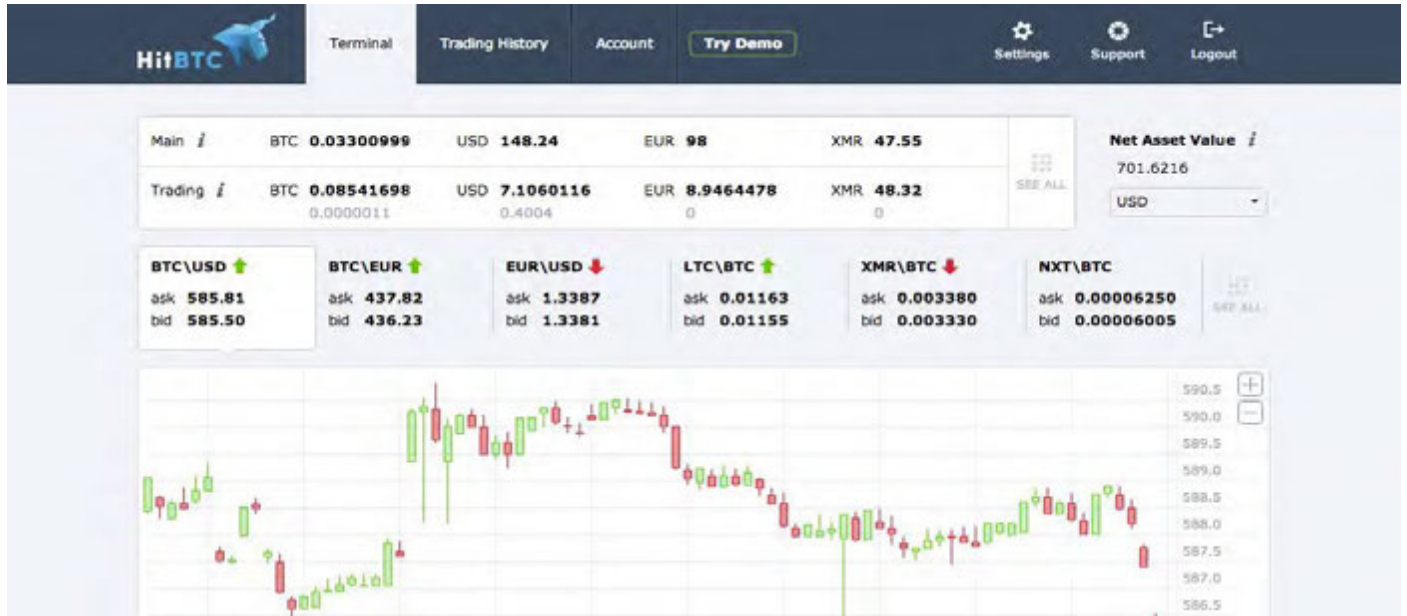 HitBTC
Terminal
Trading History
Account
Try Demo
Settings
Support
Logout
Main i BTC 0.03300999 USD 148.24 EUR 98 XMR 47.55
Trading i BTC 0.08541698 USD 7.1060116 EUR 8.9464478 XMR 48.32
0.0000011 0.4004 0 0
SEE ALL
Net Asset Value i
701.6216
USD
BTC\USD BTC\EUR EUR\USD LTC\BTC XMR\BTC NXT\BTC
ask 585.81 ask 437.82 ask 1.3387 ask 0.01163 ask 0.003380 ask 0.00006250
bid 585.50 bid 436.23 bid 1.3381 bid 0.01155 bid 0.003330 bid 0.00006005
SEE ALL
590.5
590.0
589.5
589.0
588.5
588.0
587.5
587.0
586.5